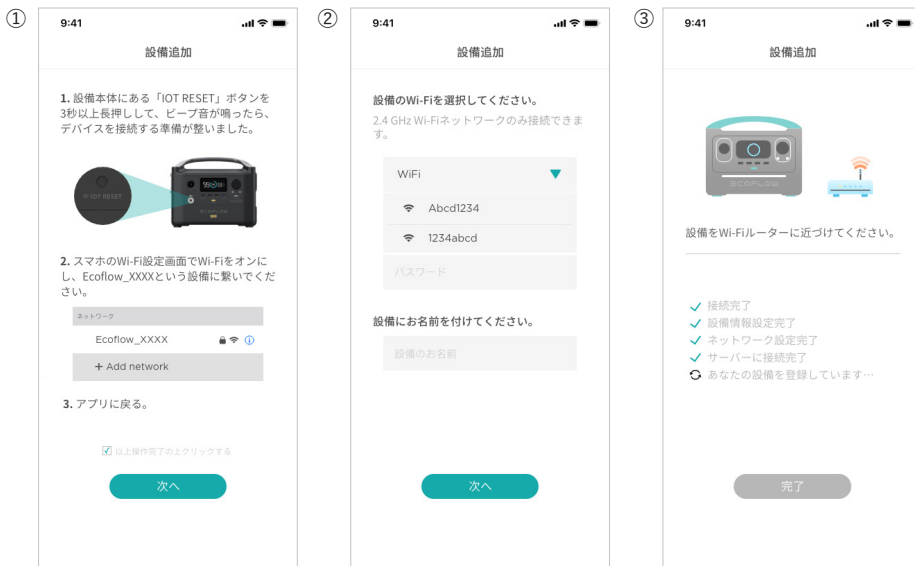 ①
9:41
設備追加
1. 設備本体にある「IOT RESET」ボタンを
3秒以上長押しして、ビープ音が鳴ったら、
デバイスを接続する準備が整いました。
IOT RESET
ECOFLOW
2. スマホのWi-Fi設定画面でWi-Fiをオンに
し、Ecoflow_XXXXという設備に繋いでくだ
さい。
ネットワーク
Ecoflow_XXXX
+ Add network
3. アプリに戻る。
以上操作完了の上クリックする
次へ
②
9:41
設備追加
設備のWi-Fiを選択してください。
2.4 GHz Wi-Fiネットワークのみ接続できま
す。
WiFi
Abcd1234
1234abcd
パスワード
設備にお名前を付けてください。
設備のお名前
次へ
③
9:41
設備追加
ECOFLOW
設備をWi-Fiルーターに近づけてください。
接続完了
設備情報設定完了
ネットワーク設定完了
サーバーに接続完了
あなたの設備を登録しています…
完了